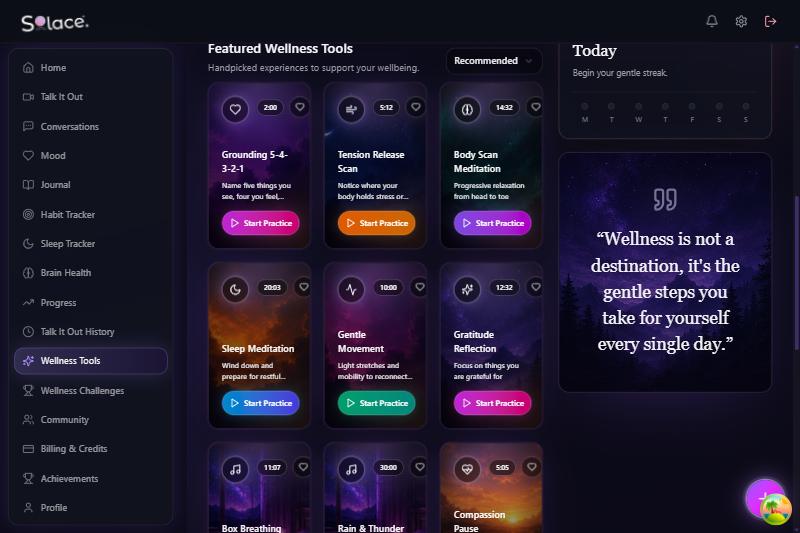 Solace.
Home
Talk It Out
Conversations
Mood
Journal
Habit Tracker
Sleep Tracker
Brain Health
Progress
Talk It Out History
Wellness Tools
Wellness Challenges
Community
Billing & Credits
Achievements
Profile
Featured Wellness Tools
Handpicked experiences to support your wellbeing.
Recommended
2:00
Grounding 5-4-
3-2-1
Name five things you
see, four you feel,...
Start Practice
5:12
Tension Release
Scan
Notice where your
body holds stress or...
Start Practice
14:32
Body Scan
Meditation
Progressive relaxation
from head to toe
Start Practice
20:03
Sleep Meditation
Wind down and
prepare for restful...
Start Practice
10:00
Gentle
Movement
Light stretches and
mobility to reconnect...
Start Practice
12:32
Gratitude
Reflection
Focus on things you
are grateful for
Start Practice
11:07
Box Breathing
30:00
Rain & Thunder
5:05
Compassion
Pause
Today
Begin your gentle streak.
M T W T F S S
“Wellness is not a
destination, it's the
gentle steps you
take for yourself
every single day.”